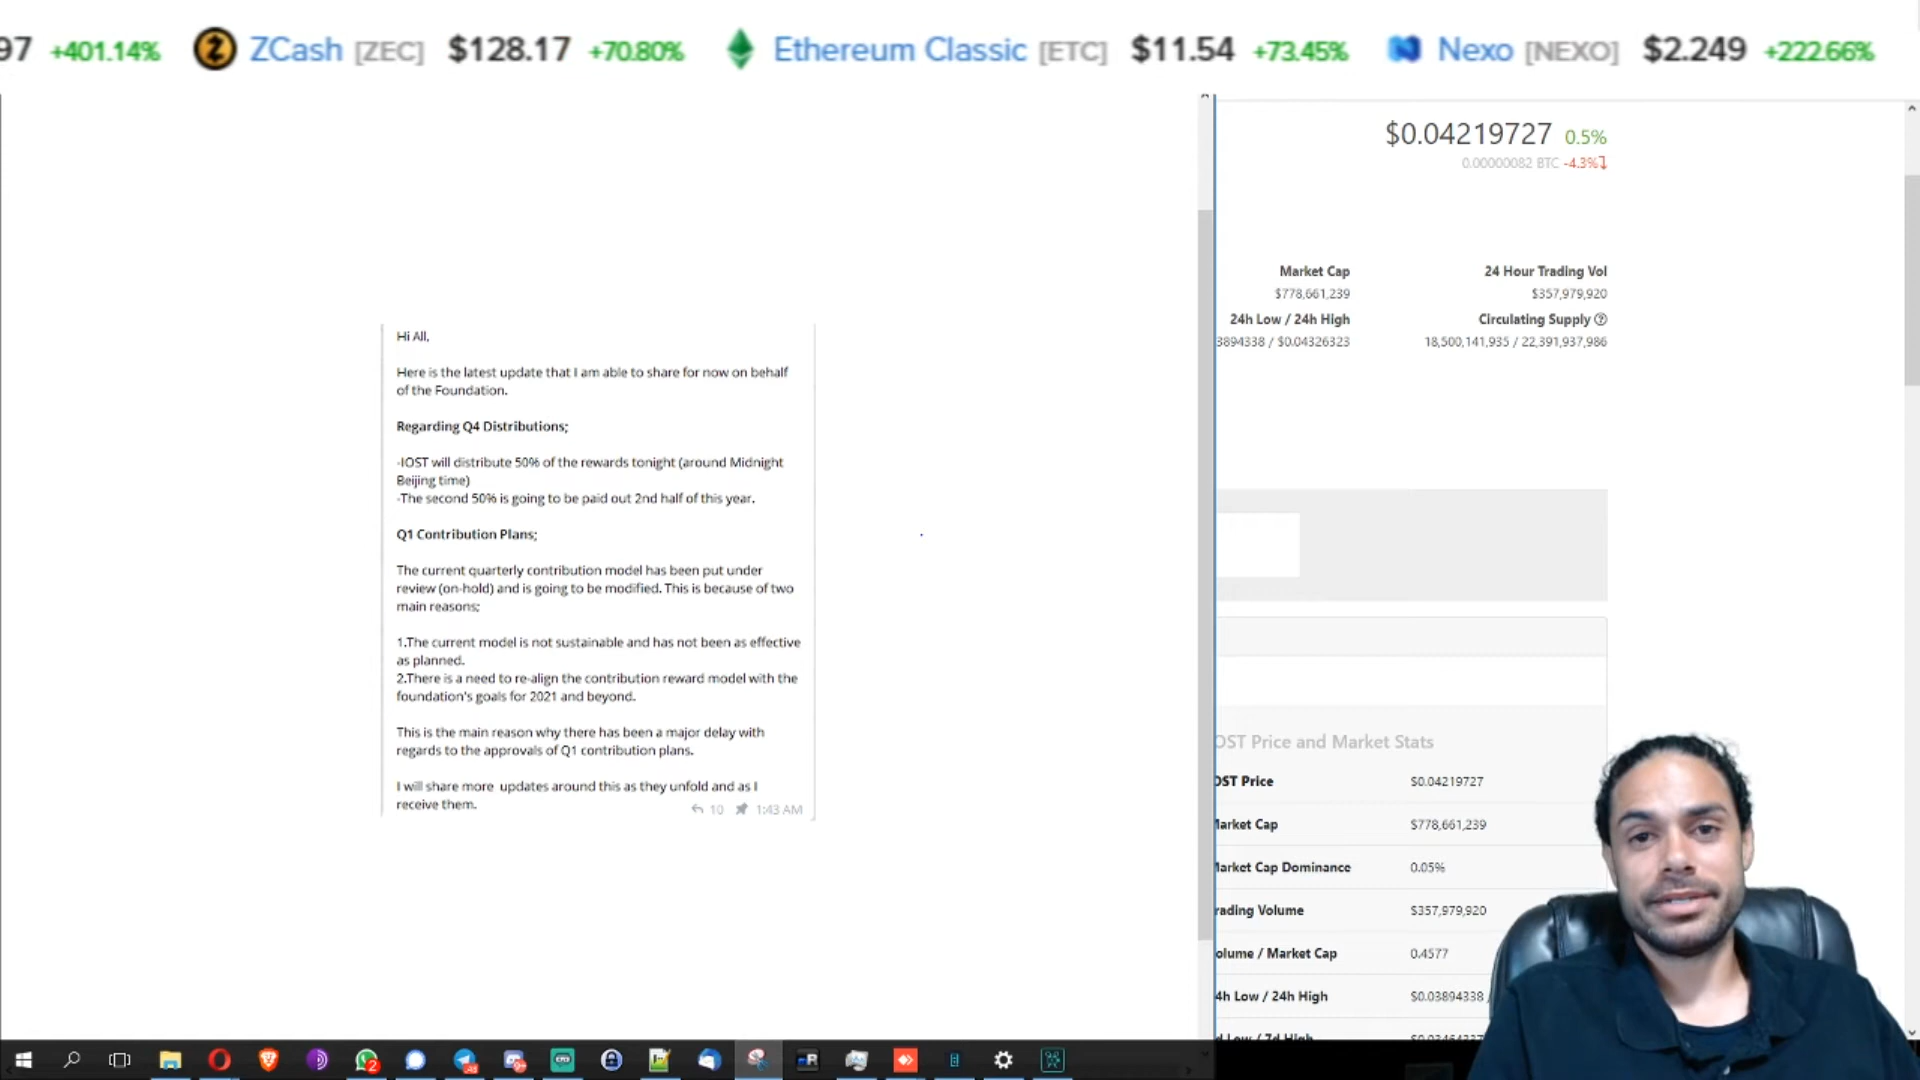 97 +401.14% ZCash [ZEC] $128.17 +70.80% Ethereum Classic [ETC] $11.54 +73.45% Nexo [NEXO] $2.249 +222.66%
$0.04219727 0.5%
0.00000082 BTC -4.3%
Market Cap
$778,661,239
24 Hour Trading Vol
$357,979,920
24h Low / 24h High
3894338 / $0.04326323
Circulating Supply
18,500,141,935 / 22,391,937,986
Hi All,
Here is the latest update that I am able to share for now on behalf
of the Foundation.
Regarding Q4 Distributions;
-IOST will distribute 50% of the rewards tonight (around Midnight
Beijing time)
-The second 50% is going to be paid out 2nd half of this year.
Q1 Contribution Plans;
The current quarterly contribution model has been put under
review (on-hold) and is going to be modified. This is because of two
main reasons;
1.The current model is not sustainable and has not been as effective
as planned.
2.There is a need to re-align the contribution reward model with the
foundation's goals for 2021 and beyond.
This is the main reason why there has been a major delay with
regards to the approvals of Q1 contribution plans.
I will share more updates around this as they unfold and as I
receive them.
10 1:43 AM
OST Price and Market Stats
OST Price $0.04219727
Market Cap $778,661,239
Market Cap Dominance 0.05%
rading Volume $357,979,920
olume / Market Cap 0.4577
4h Low / 24h High $0.03894338 /